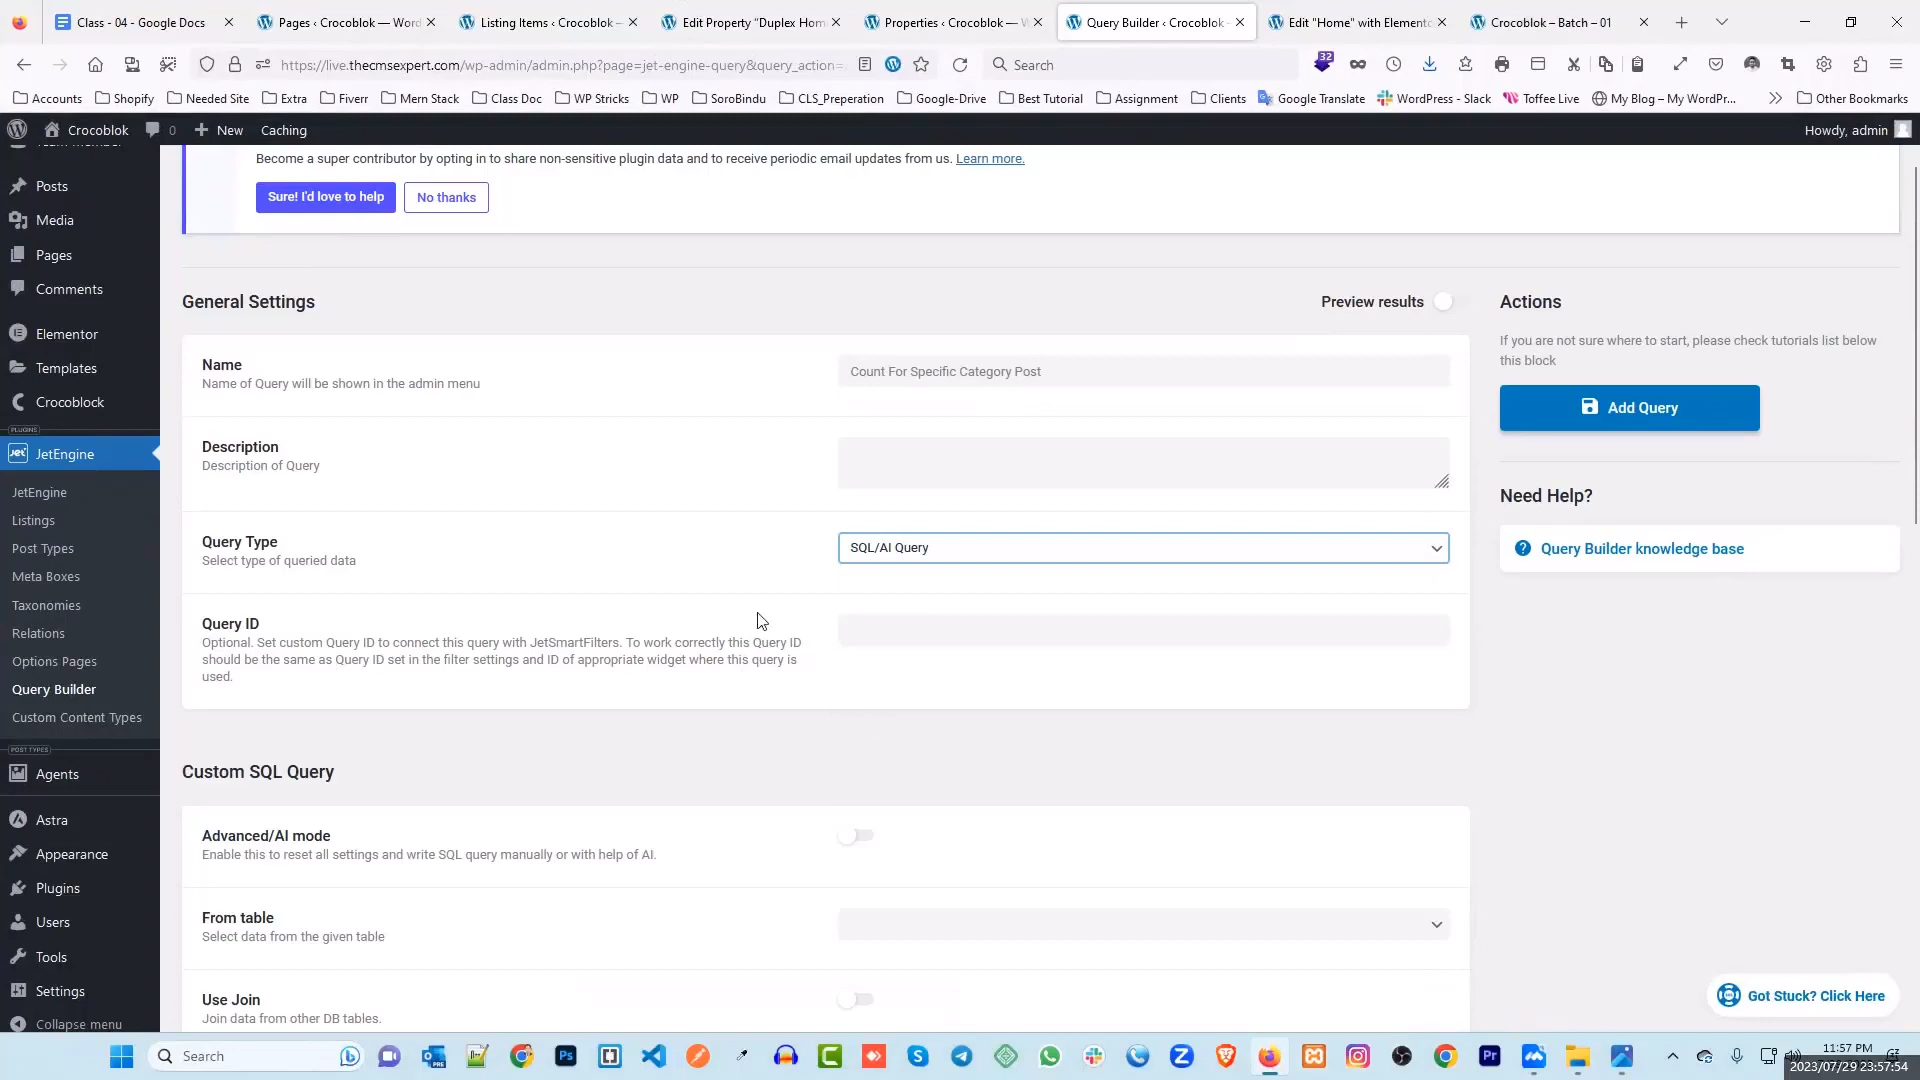 Class - 04 - Google Docs
Pages ‹ Crocoblok — Word
Listing Items ‹ Crocoblok —
Edit Property "Duplex Hom
Properties ‹ Crocoblok — W
Query Builder ‹ Crocoblok —
Edit "Home" with Elemento
Crocoblok – Batch – 01
https://live.thecmsexpert.com/wp-admin/admin.php?page=jet-engine-query&query_action=
Search
32
Accounts
Shopify
Needed Site
Extra
Fiverr
Mern Stack
Class Doc
WP Stricks
WP
SoroBindu
CLS_Preperation
Google-Drive
Best Tutorial
Assignment
Clients
Google Translate
WordPress - Slack
Toffee Live
My Blog – My WordPr...
Other Bookmarks
Crocoblok
0
New
Caching
Howdy, admin
Posts
Media
Pages
Comments
Elementor
Templates
Crocoblock
PLUGINS
JetEngine
JetEngine
Listings
Post Types
Meta Boxes
Taxonomies
Relations
Options Pages
Query Builder
Custom Content Types
POST TYPES
Agents
Astra
Appearance
Plugins
Users
Tools
Settings
Collapse menu
Become a super contributor by opting in to share non-sensitive plugin data and to receive periodic email updates from us. Learn more.
Sure! I'd love to help
No thanks
General Settings
Preview results
Name
Name of Query will be shown in the admin menu
Count For Specific Category Post
Description
Description of Query
Query Type
Select type of queried data
SQL/AI Query
Query ID
Optional. Set custom Query ID to connect this query with JetSmartFilters. To work correctly this Query ID
should be the same as Query ID set in the filter settings and ID of appropriate widget where this query is
used.
Custom SQL Query
Advanced/AI mode
Enable this to reset all settings and write SQL query manually or with help of AI.
From table
Select data from the given table
Use Join
Join data from other DB tables.
Actions
If you are not sure where to start, please check tutorials list below
this block
Add Query
Need Help?
Query Builder knowledge base
Got Stuck? Click Here
Search
11:57 PM
2023/07/29 23:57:54